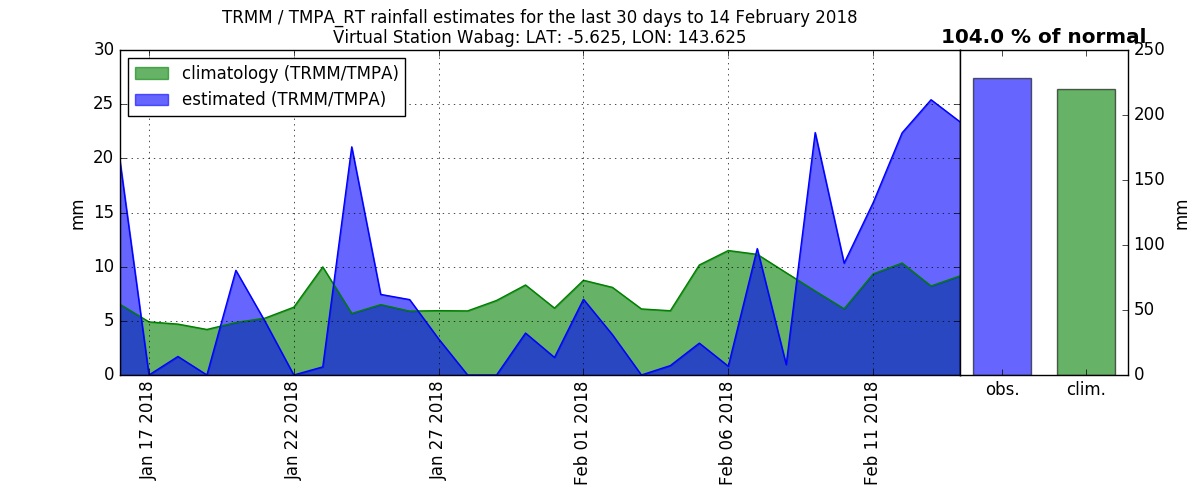 TRMM / TMPA_RT rainfall estimates for the last 30 days to 14 February 2018
Virtual Station Wabag: LAT: -5.625, LON: 143.625
104.0 % of normal
climatology (TRMM/TMPA)
estimated (TRMM/TMPA)
30
25
20
15
10
5
0
mm
Jan 17 2018
Jan 22 2018
Jan 27 2018
Feb 01 2018
Feb 06 2018
Feb 11 2018
250
200
150
100
50
0
mm
obs.
clim.